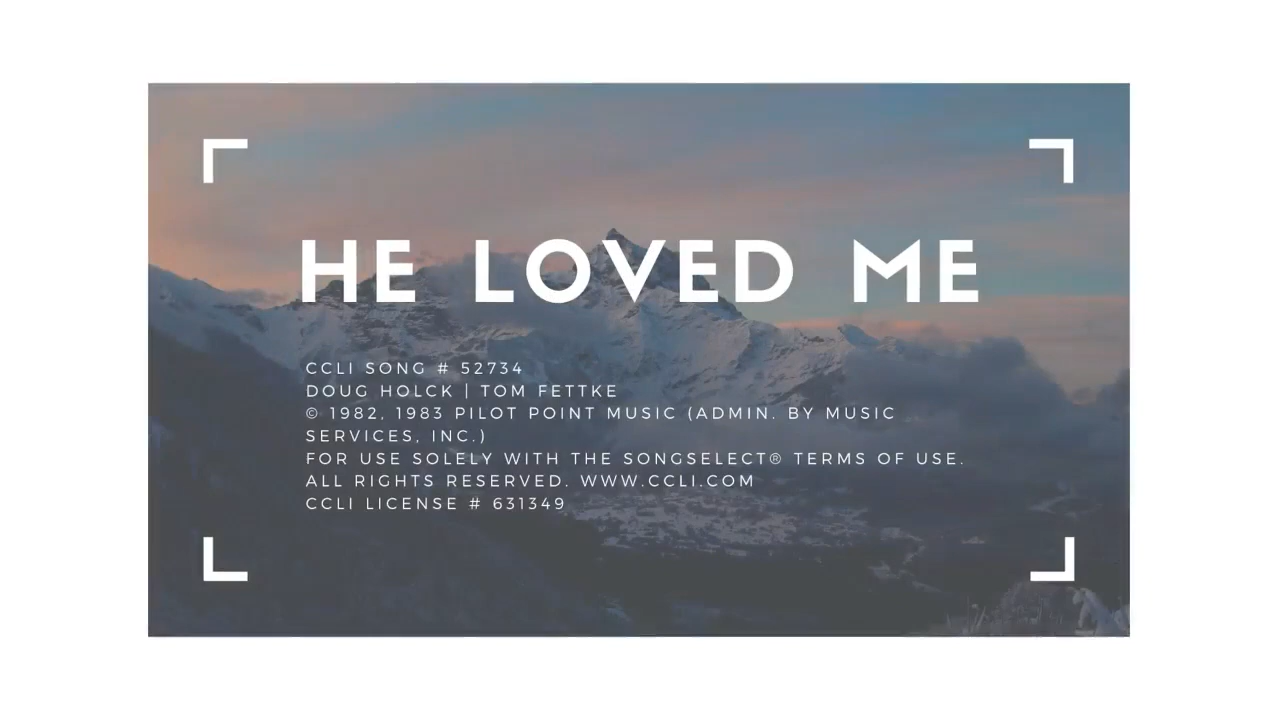 HE LOVED ME
CCLI SONG # 52734
DOUG HOLCK | TOM FETTKE
© 1982, 1983 PILOT POINT MUSIC (ADMIN. BY MUSIC
SERVICES, INC.)
FOR USE SOLELY WITH THE SONGSELECT® TERMS OF USE.
ALL RIGHTS RESERVED. WWW.CCLI.COM
CCLI LICENSE # 631349